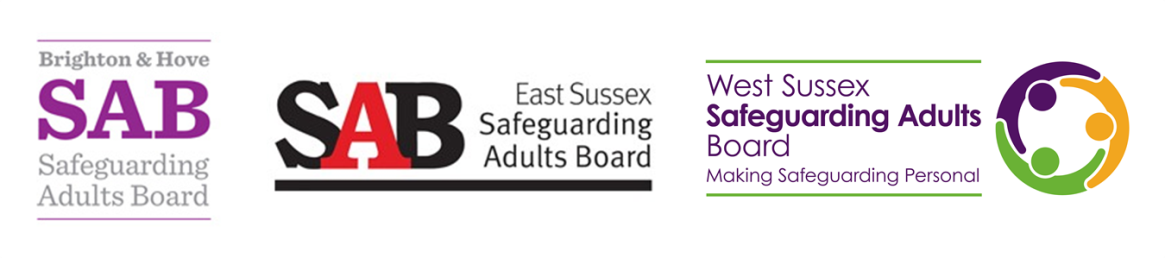 Brighton & Hove
SAB
Safeguarding
Adults Board
SAB
East Sussex
Safeguarding
Adults Board
West Sussex
Safeguarding Adults
Board
Making Safeguarding Personal